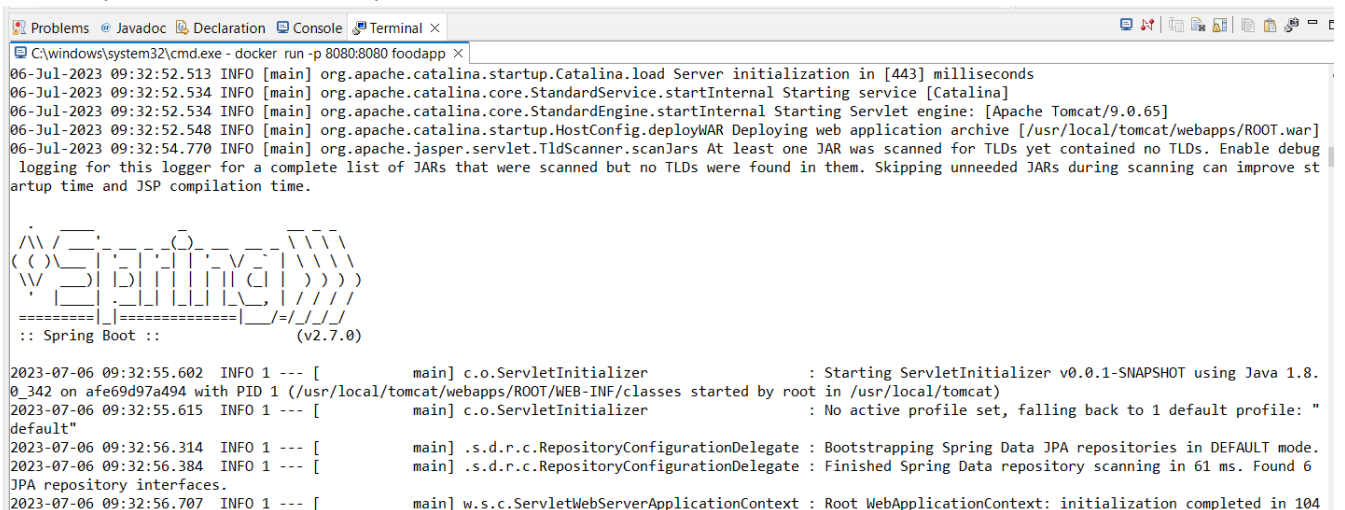 Problems @ Javadoc Declaration Console Terminal ×
C:\windows\system32\cmd.exe - docker run -p 8080:8080 foodapp ×
06-Jul-2023 09:32:52.513 INFO [main] org.apache.catalina.startup.Catalina.load Server initialization in [443] milliseconds
06-Jul-2023 09:32:52.534 INFO [main] org.apache.catalina.core.StandardService.startInternal Starting service [Catalina]
06-Jul-2023 09:32:52.534 INFO [main] org.apache.catalina.core.StandardEngine.startInternal Starting Servlet engine: [Apache Tomcat/9.0.65]
06-Jul-2023 09:32:52.548 INFO [main] org.apache.catalina.startup.HostConfig.deployWAR Deploying web application archive [/usr/local/tomcat/webapps/ROOT.war]
06-Jul-2023 09:32:54.770 INFO [main] org.apache.jasper.servlet.TldScanner.scanJars At least one JAR was scanned for TLDs yet contained no TLDs. Enable debug
logging for this logger for a complete list of JARs that were scanned but no TLDs were found in them. Skipping unneeded JARs during scanning can improve st
artup time and JSP compilation time.
Spring
:: Spring Boot :: (v2.7.0)
2023-07-06 09:32:55.602 INFO 1 --- [ main] c.o.ServletInitializer : Starting ServletInitializer v0.0.1-SNAPSHOT using Java 1.8.
0_342 on afe69d97a494 with PID 1 (/usr/local/tomcat/webapps/ROOT/WEB-INF/classes started by root in /usr/local/tomcat)
2023-07-06 09:32:55.615 INFO 1 --- [ main] c.o.ServletInitializer : No active profile set, falling back to 1 default profile: "
default"
2023-07-06 09:32:56.314 INFO 1 --- [ main] .s.d.r.c.RepositoryConfigurationDelegate : Bootstrapping Spring Data JPA repositories in DEFAULT mode.
2023-07-06 09:32:56.384 INFO 1 --- [ main] .s.d.r.c.RepositoryConfigurationDelegate : Finished Spring Data repository scanning in 61 ms. Found 6
JPA repository interfaces.
2023-07-06 09:32:56.707 INFO 1 --- [ main] w.s.c.ServletWebServerApplicationContext : Root WebApplicationContext: initialization completed in 104